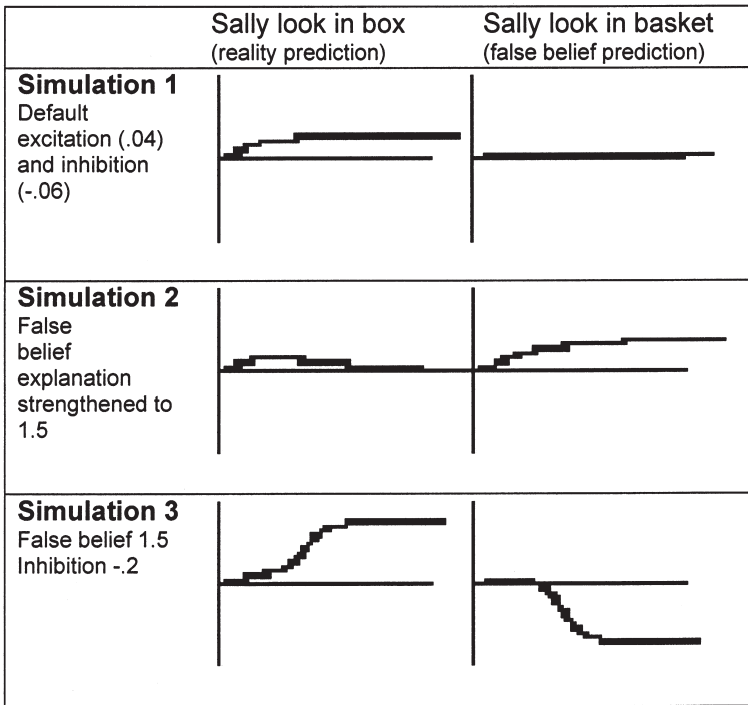 Sally look in box
(reality prediction)
Sally look in basket
(false belief prediction)
Simulation 1
Default
excitation (.04)
and inhibition
(-.06)
Simulation 2
False
belief
explanation
strengthened to
1.5
Simulation 3
False belief 1.5
Inhibition -.2